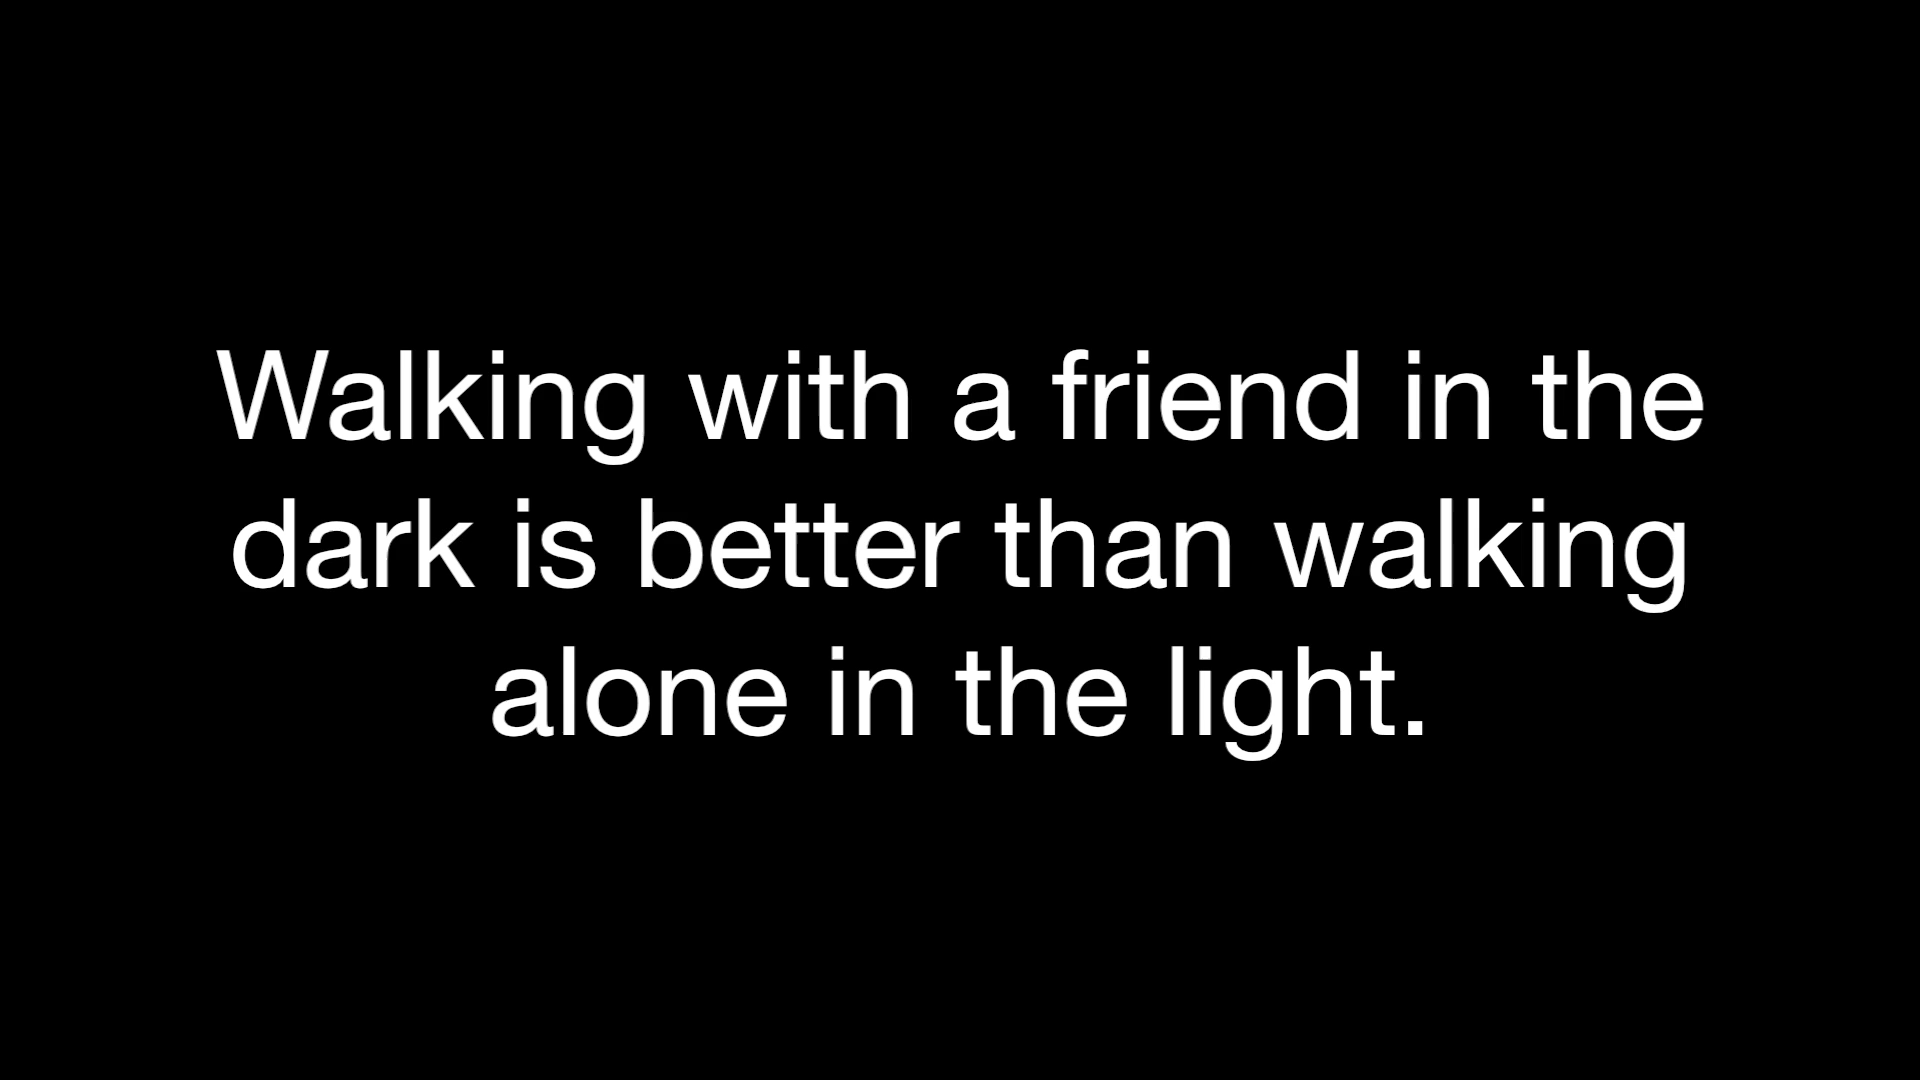 Walking with a friend in the
dark is better than walking
alone in the light.